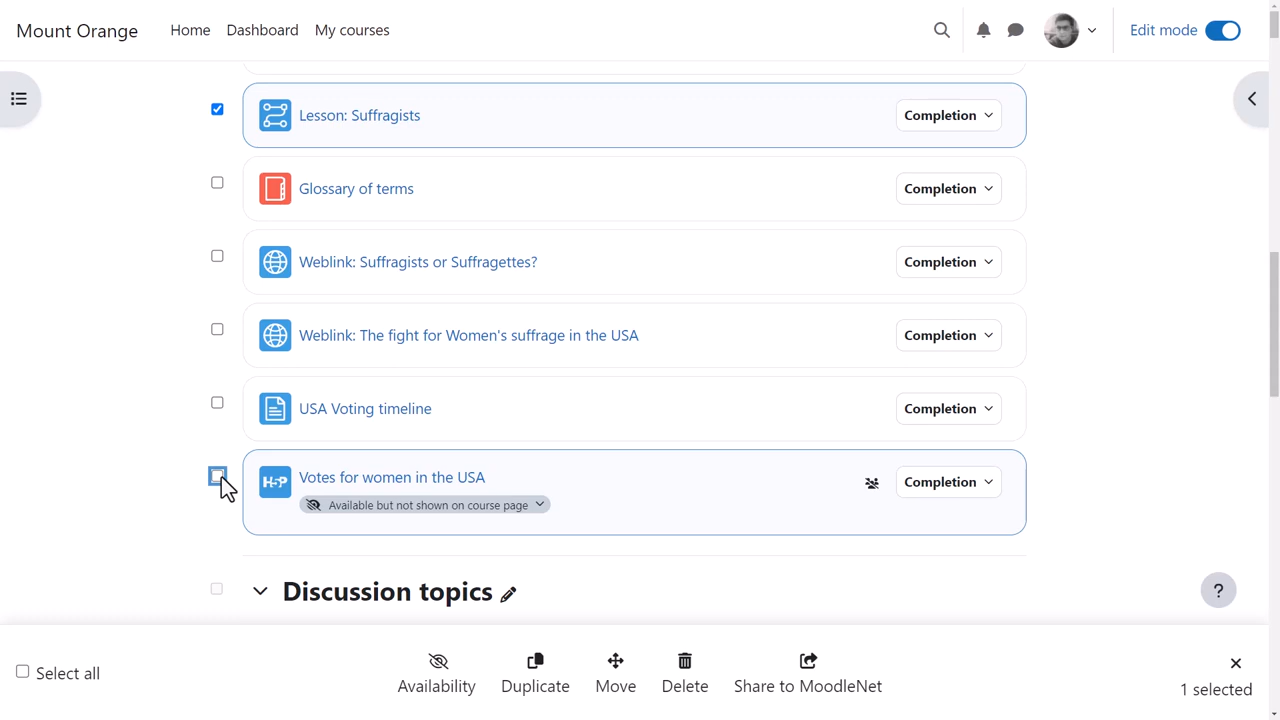 Mount Orange
Home
Dashboard
My courses
Edit mode
Lesson: Suffragists
Completion
Glossary of terms
Completion
Weblink: Suffragists or Suffragettes?
Completion
Weblink: The fight for Women's suffrage in the USA
Completion
USA Voting timeline
Completion
H5P
Votes for women in the USA
Available but not shown on course page
Completion
Discussion topics
?
Select all
Availability
Duplicate
Move
Delete
Share to MoodleNet
1 selected